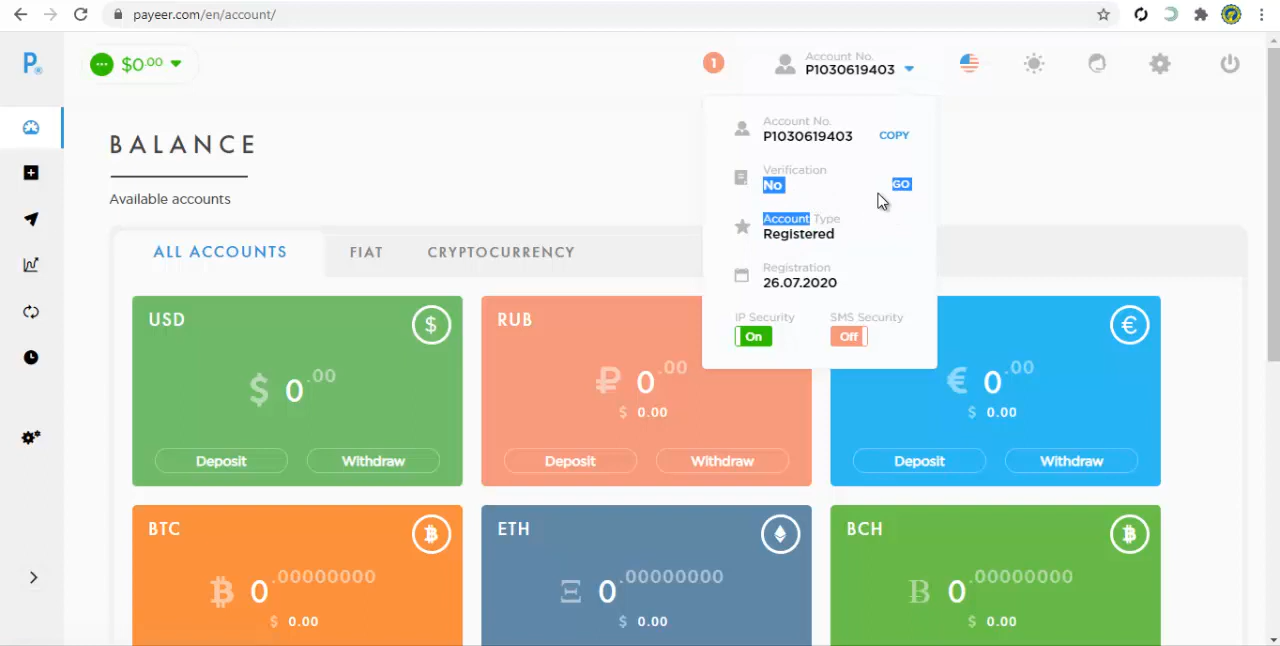 payeer.com/en/account/
P
$0.00
1
Account No.
P1030619403
BALANCE
Available accounts
Account No.
P1030619403
COPY
Verification
No
GO
Account Type
Registered
Registration
26.07.2020
IP Security
SMS Security
On
Off
ALL ACCOUNTS
FIAT
CRYPTOCURRENCY
USD
$
$ 0.00
Deposit
Withdraw
RUB
₽ 0.00
$ 0.00
Deposit
Withdraw
€
€ 0.00
$ 0.00
Deposit
Withdraw
BTC
₿ 0.00000000
$ 0.00
ETH
Ξ 0.00000000
$ 0.00
BCH
Ƀ 0.00000000
$ 0.00